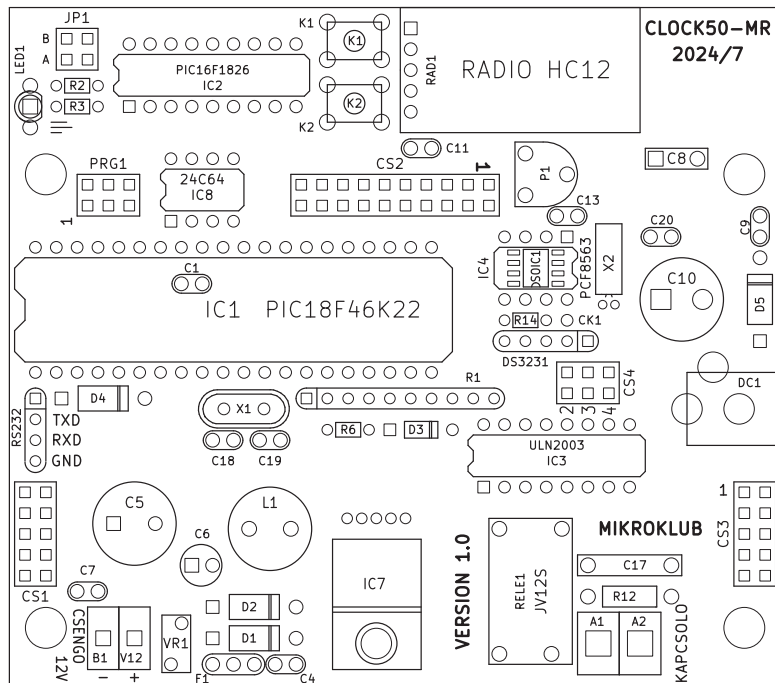 JP1
B
A
LED1
R2
R3
PIC16F1826
IC2
K1
K1
K2
K2
RAD1
RADIO HC12
CLOCK50-MR
2024/7
PRG1
1
24C64
IC8
CS2
1
C11
P1
C8
C13
C20
C9
C1
IC1 PIC18F46K22
IC4
DSOIC1
PCF8563
X2
C10
D5
R14
CK1
DS3231
CS4
2
3
4
DC1
RS232
TXD
RXD
GND
D4
X1
C18
C19
R1
R6
D3
ULN2003
IC3
CS1
C5
C6
L1
C7
IC7
VERSION 1.0
RELE1
JV12S
MIKROKLUB
1
CS3
C17
R12
A1
A2
KAPCSOLO
CSENGO
12V
B1
V12
-
+
VR1
D2
D1
F1
C4